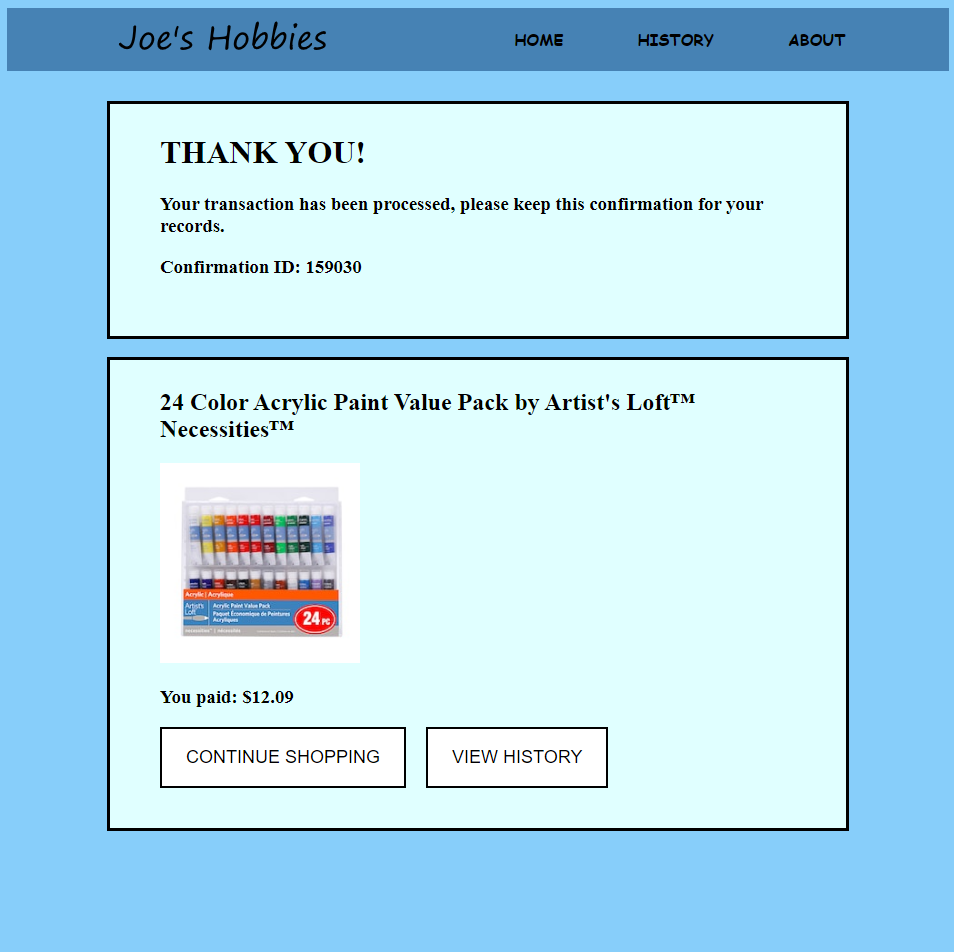 Joe's Hobbies
HOME
HISTORY
ABOUT
THANK YOU!
Your transaction has been processed, please keep this confirmation for your
records.
Confirmation ID: 159030
24 Color Acrylic Paint Value Pack by Artist's Loft™
Necessities™
Acrylic | Acrylique
Artist's
Loft
Acrylic Paint Value Pack
Paquet Économique de Peintures
Acryliques
24 PC
necessities™ | nécessités
You paid: $12.09
CONTINUE SHOPPING
VIEW HISTORY